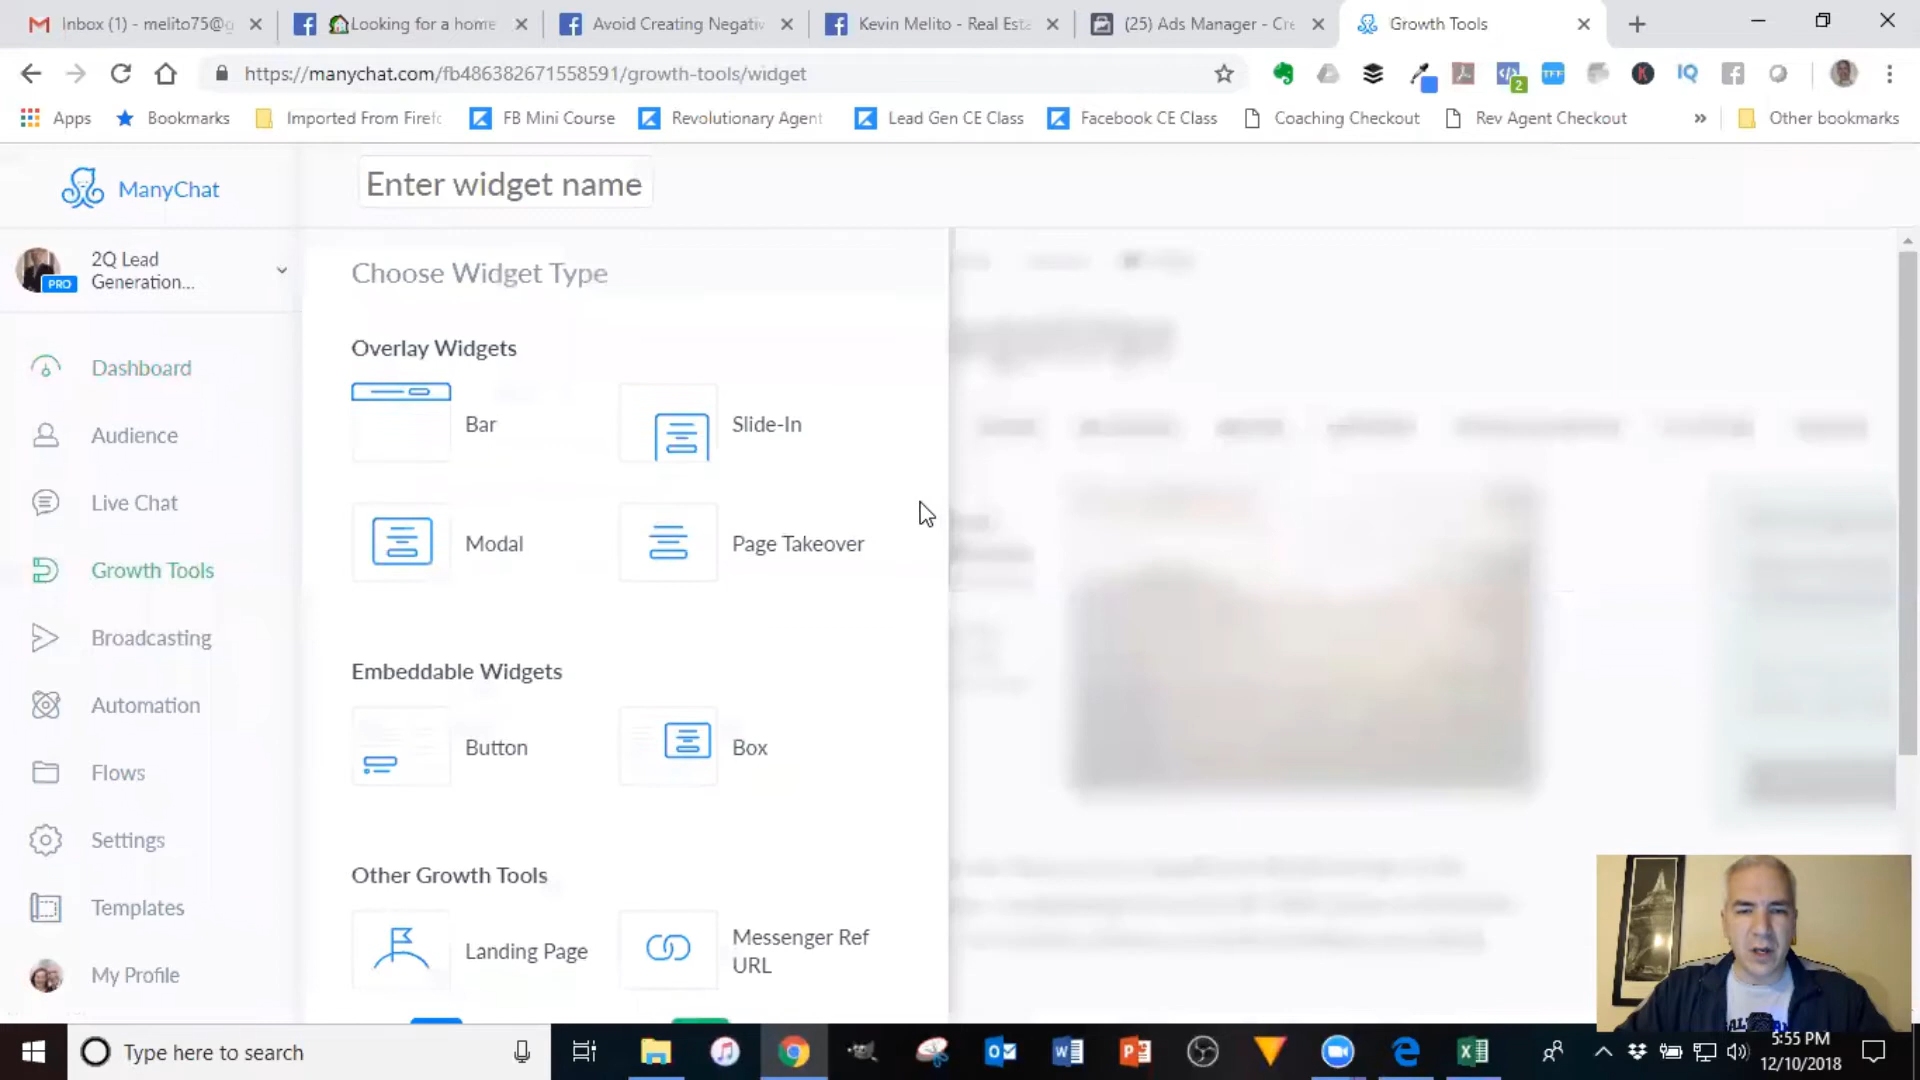 Inbox (1) - melito75@g
Looking for a home
Avoid Creating Negativ
Kevin Melito - Real Esta
(25) Ads Manager - Cre
Growth Tools
https://manychat.com/fb486382671558591/growth-tools/widget
Apps
Bookmarks
Imported From Firefo
FB Mini Course
Revolutionary Agent
Lead Gen CE Class
Facebook CE Class
Coaching Checkout
Rev Agent Checkout
Other bookmarks
ManyChat
Enter widget name
2Q Lead
Generation...
PRO
Dashboard
Audience
Live Chat
Growth Tools
Broadcasting
Automation
Flows
Settings
Templates
My Profile
Choose Widget Type
Overlay Widgets
Bar
Slide-In
Modal
Page Takeover
Embeddable Widgets
Button
Box
Other Growth Tools
Landing Page
Messenger Ref
URL
Type here to search
5:55 PM
12/10/2018